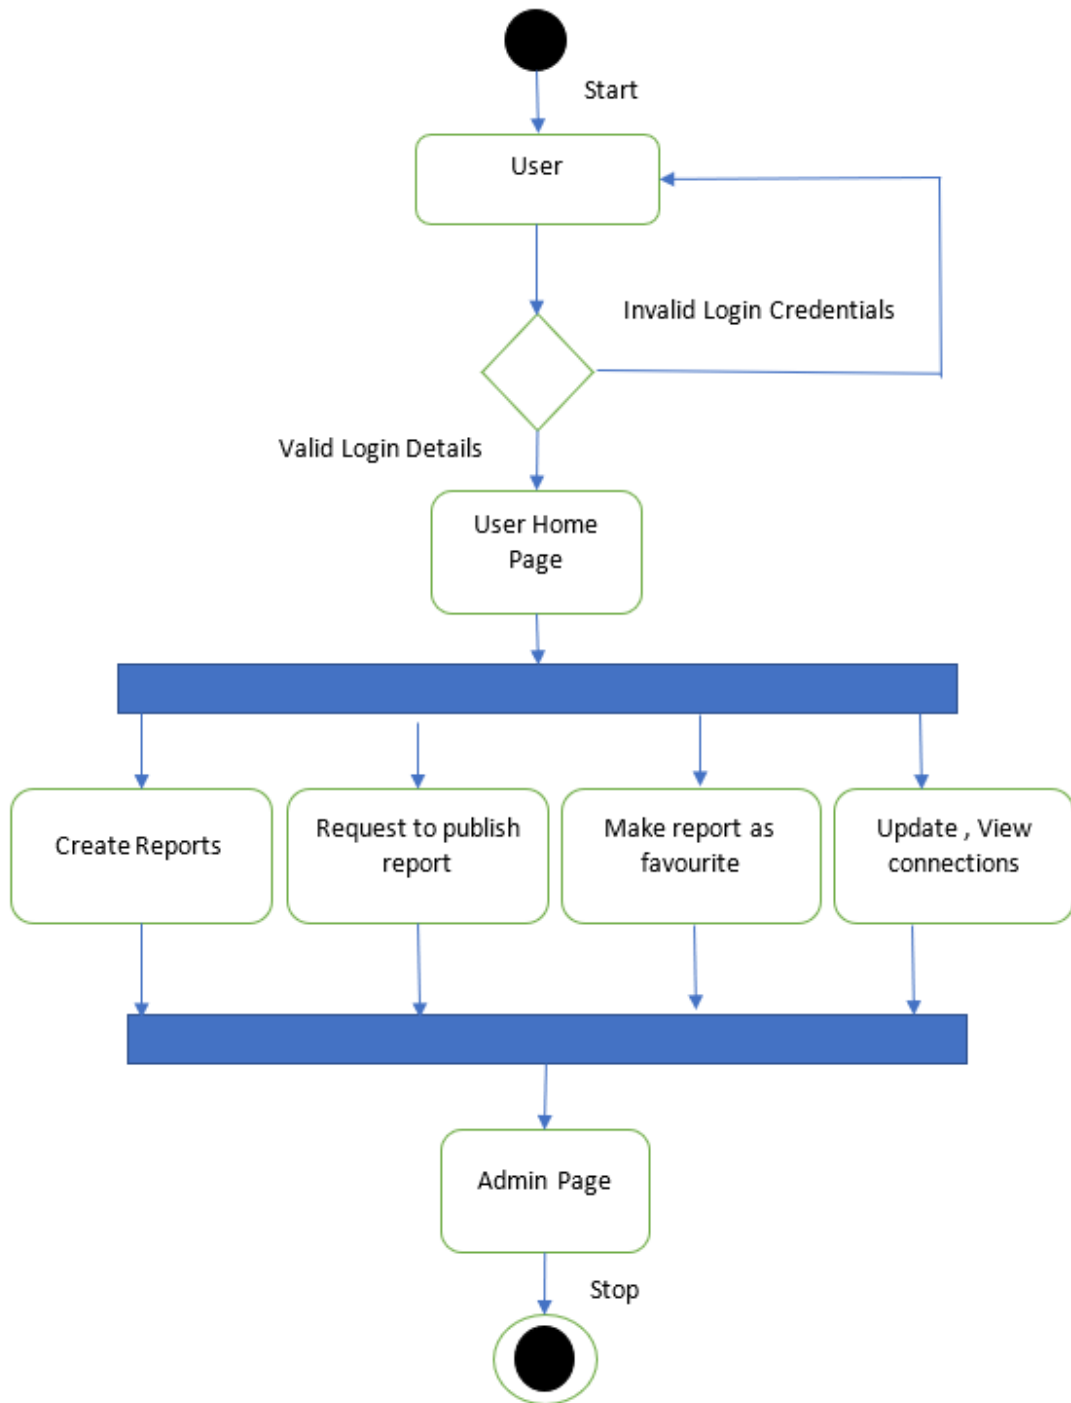 Start
User
Invalid Login Credentials
Valid Login Details
User Home
Page
Create Reports
Request to publish
report
Make report as
favourite
Update , View
connections
Admin Page
Stop